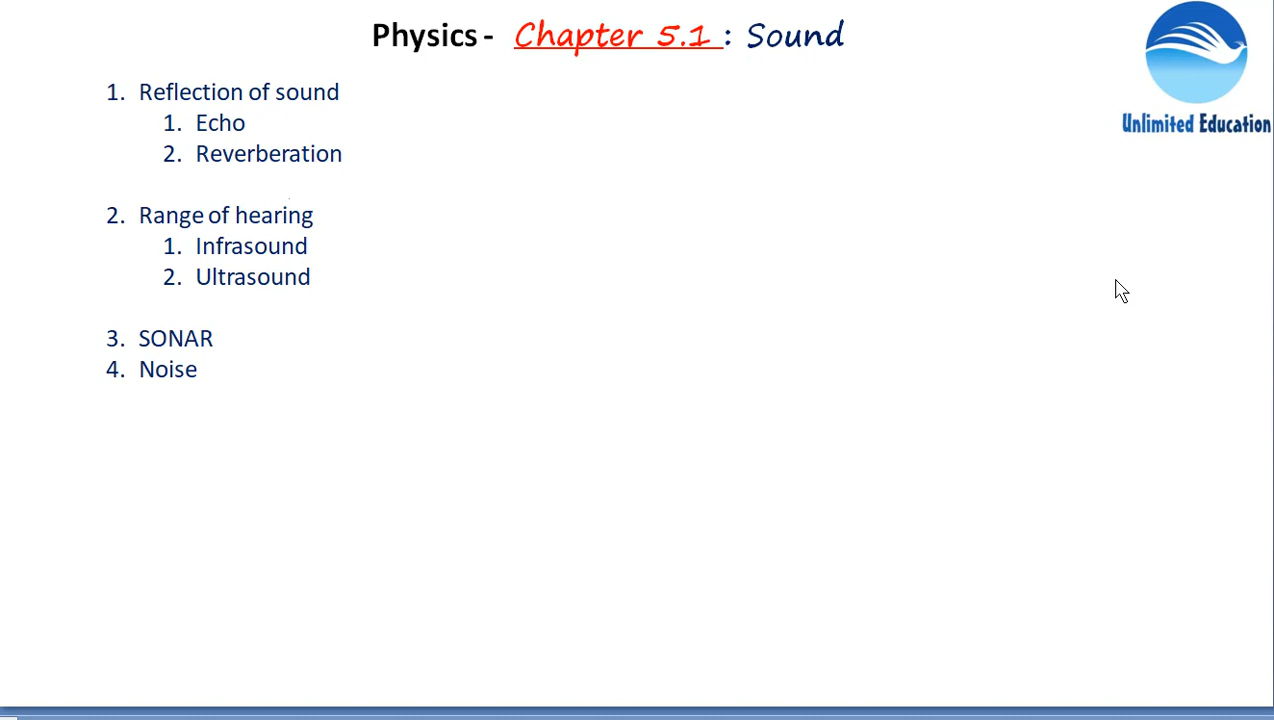 Physics - Chapter 5.1 : Sound
Unlimited Education
1. Reflection of sound
1. Echo
2. Reverberation
2. Range of hearing
1. Infrasound
2. Ultrasound
3. SONAR
4. Noise